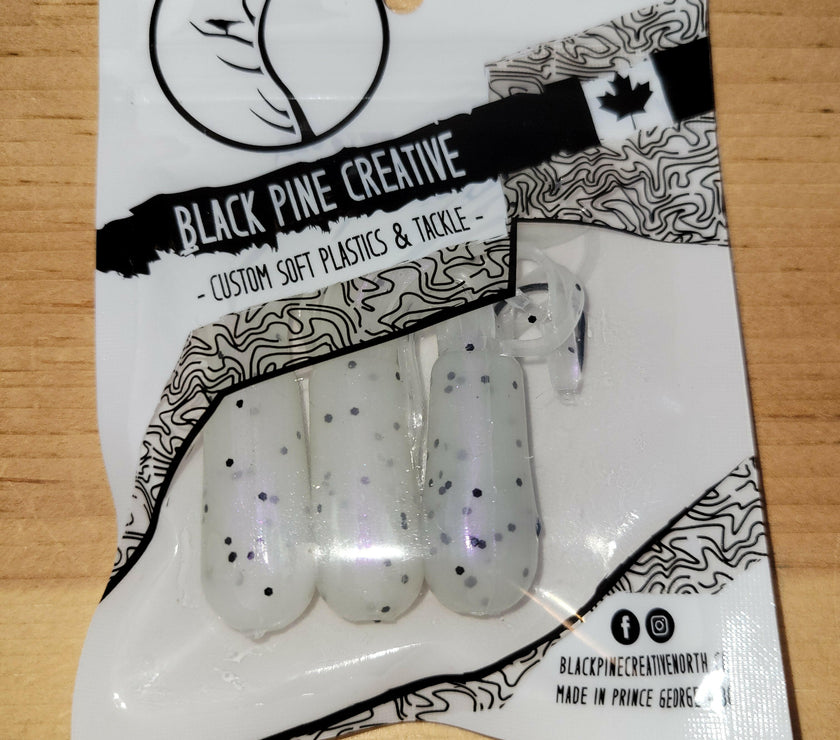 BLACK PINE CREATIVE
- CUSTOM SOFT PLASTICS & TACKLE -
f
BLACKPINECREATIVENORTH
MADE IN PRINCE GEORGE